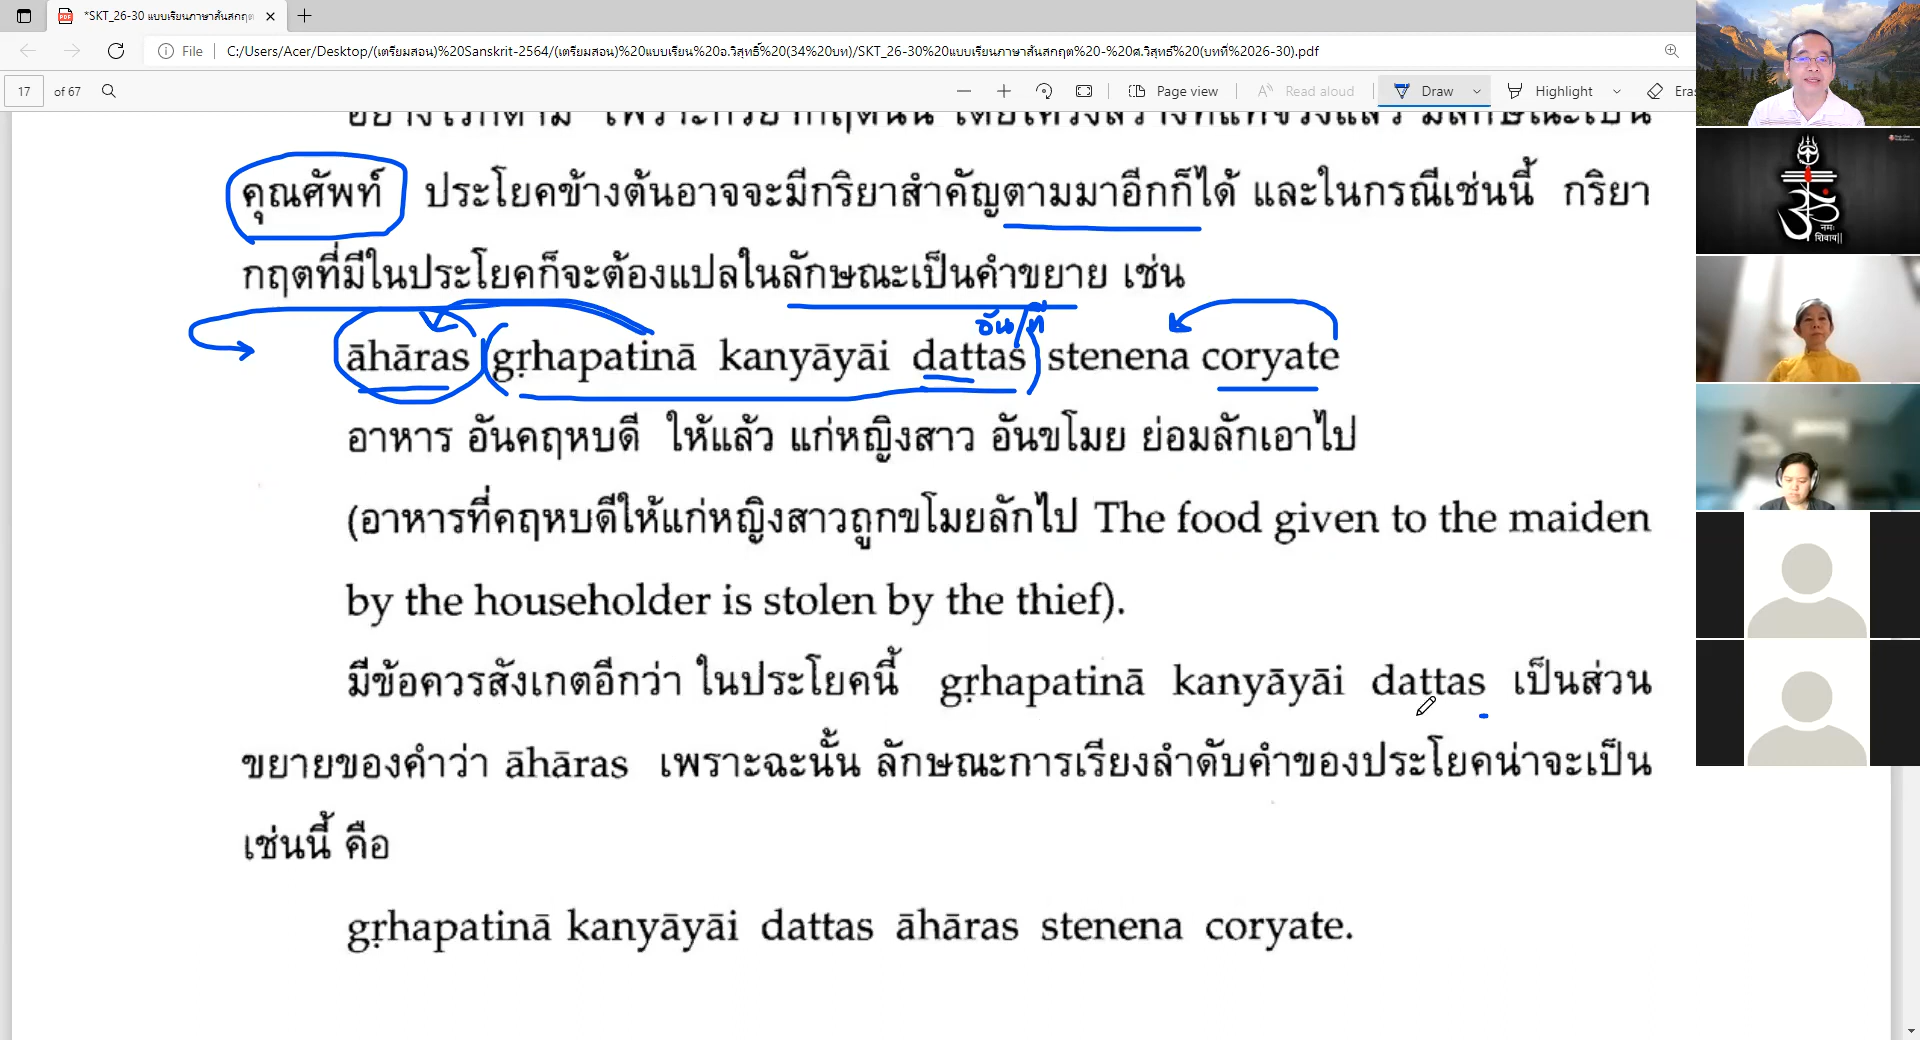 *SKT_26-30 แบบเรียนภาษาสันสกฤต
File C:/Users/Acer/Desktop/(เตรียมสอน)%20Sanskrit-2564/(เตรียมสอน)%20แบบเรียน%20อ.วิสุทธิ์%20(34%20บท)/SKT_26-30%20แบบเรียนภาษาสันสกฤต%20-%20ศ.วิสุทธ์%20(บทที่%2026-30).pdf
17 of 67 Page view Read aloud Draw Highlight Eras
คุณศัพท์ ประโยคข้างต้นอาจจะมีกริยาสำคัญตามมาอีกก็ได้ และในกรณีเช่นนี้ กริยา
กฤตที่มีในประโยคก็จะต้องแปลในลักษณะเป็นคำขยาย เช่น
อัน/ที่
āhāras gṛhapatinā kanyāyāi dattas stenena coryate
อาหาร อันคฤหบดี ให้แล้ว แก่หญิงสาว อันขโมย ย่อมลักเอาไป
(อาหารที่คฤหบดีให้แก่หญิงสาวถูกขโมยลักไป The food given to the maiden
by the householder is stolen by the thief).
มีข้อควรสังเกตอีกว่า ในประโยคนี้ gṛhapatinā kanyāyāi dattas เป็นส่วน
ขยายของคำว่า āhāras เพราะฉะนั้น ลักษณะการเรียงลำดับคำของประโยคน่าจะเป็น
เช่นนี้ คือ
gṛhapatinā kanyāyāi dattas āhāras stenena coryate.
नमः
शिवाय||